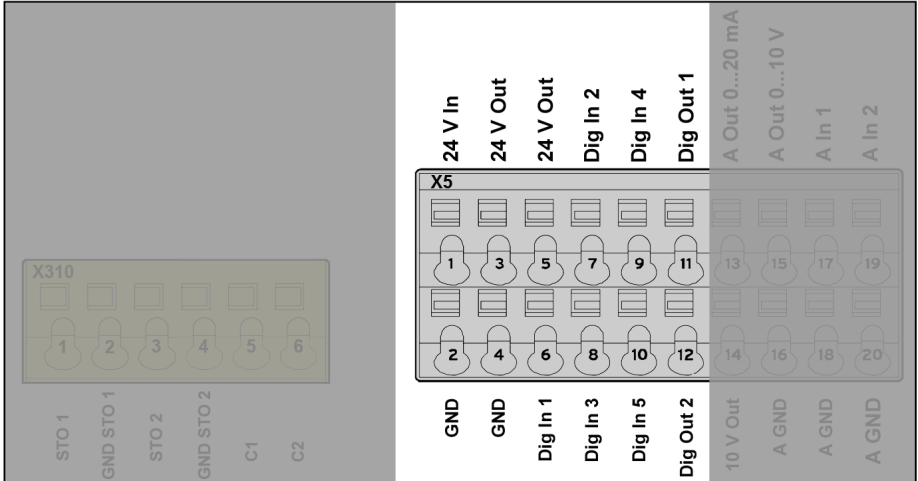 24 V In
24 V Out
24 V Out
Dig In 2
Dig In 4
Dig Out 1
A Out 0...20 mA
A Out 0...10 V
A In 1
A In 2
X5
1 3 5 7 9 11 13 15 17 19
2 4 6 8 10 12 14 16 18 20
GND
GND
Dig In 1
Dig In 3
Dig In 5
Dig Out 2
10 V Out
A GND
A GND
A GND
X310
1 2 3 4 5 6
STO 1
GND STO 1
STO 2
GND STO 2
C1
C2